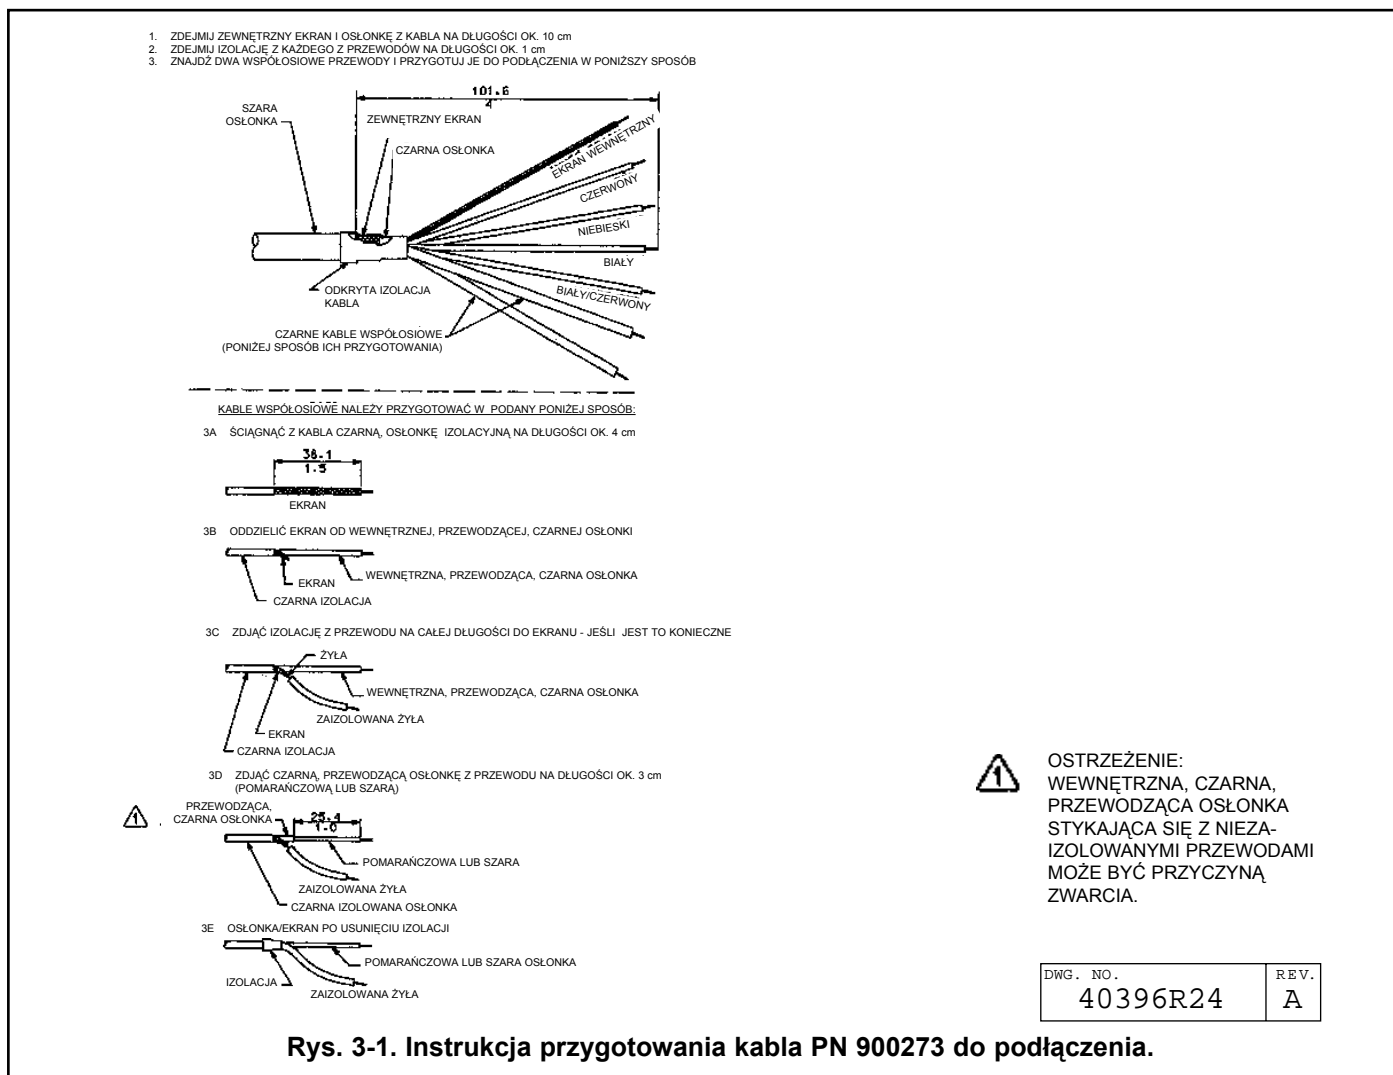 1. ZDEJMIJ ZEWNĘTRZNY EKRAN I OSŁONKĘ Z KABLA NA DŁUGOŚCI OK. 10 cm
2. ZDEJMIJ IZOLACJĘ Z KAŻDEGO Z PRZEWODÓW NA DŁUGOŚCI OK. 1 cm
3. ZNAJDŹ DWA WSPÓŁOSIOWE PRZEWODY I PRZYGOTUJ JE DO PODŁĄCZENIA W PONIŻSZY SPOSÓB
101.6
4
SZARA
OSŁONKA
ZEWNĘTRZNY EKRAN
CZARNA OSŁONKA
EKRAN WEWNĘTRZNY
CZERWONY
NIEBIESKI
BIAŁY
BIAŁY/CZERWONY
ODKRYTA IZOLACJA
KABLA
CZARNE KABLE WSPÓŁOSIOWE
(PONIŻEJ SPOSÓB ICH PRZYGOTOWANIA)
KABLE WSPÓŁOSIOWE NALEŻY PRZYGOTOWAĆ W PODANY PONIŻEJ SPOSÓB:
3A ŚCIĄGNĄĆ Z KABLA CZARNĄ, OSŁONKĘ IZOLACYJNĄ NA DŁUGOŚCI OK. 4 cm
38.1
1.5
EKRAN
3B ODDZIELIĆ EKRAN OD WEWNĘTRZNEJ, PRZEWODZĄCEJ, CZARNEJ OSŁONKI
WEWNĘTRZNA, PRZEWODZĄCA, CZARNA OSŁONKA
EKRAN
CZARNA IZOLACJA
3C ZDJĄĆ IZOLACJĘ Z PRZEWODU NA CAŁEJ DŁUGOŚCI DO EKRANU - JEŚLI JEST TO KONIECZNE
ŻYŁA
WEWNĘTRZNA, PRZEWODZĄCA, CZARNA OSŁONKA
ZAIZOLOWANA ŻYŁA
EKRAN
CZARNA IZOLACJA
3D ZDJĄĆ CZARNĄ, PRZEWODZĄCĄ OSŁONKĘ Z PRZEWODU NA DŁUGOŚCI OK. 3 cm
(POMARAŃCZOWĄ LUB SZARĄ)
1
PRZEWODZĄCA,
CZARNA OSŁONKA
25.4
1.0
POMARAŃCZOWA LUB SZARA
ZAIZOLOWANA ŻYŁA
CZARNA IZOLOWANA OSŁONKA
3E OSŁONKA/EKRAN PO USUNIĘCIU IZOLACJI
POMARAŃCZOWA LUB SZARA OSŁONKA
IZOLACJA
ZAIZOLOWANA ŻYŁA
1
OSTRZEŻENIE:
WEWNĘTRZNA, CZARNA,
PRZEWODZĄCA OSŁONKA
STYKAJĄCA SIĘ Z NIEZA-
IZOLOWANYMI PRZEWODAMI
MOŻE BYĆ PRZYCZYNĄ
ZWARCIA.
DWG. NO. REV.
40396R24 A
Rys. 3-1. Instrukcja przygotowania kabla PN 900273 do podłączenia.